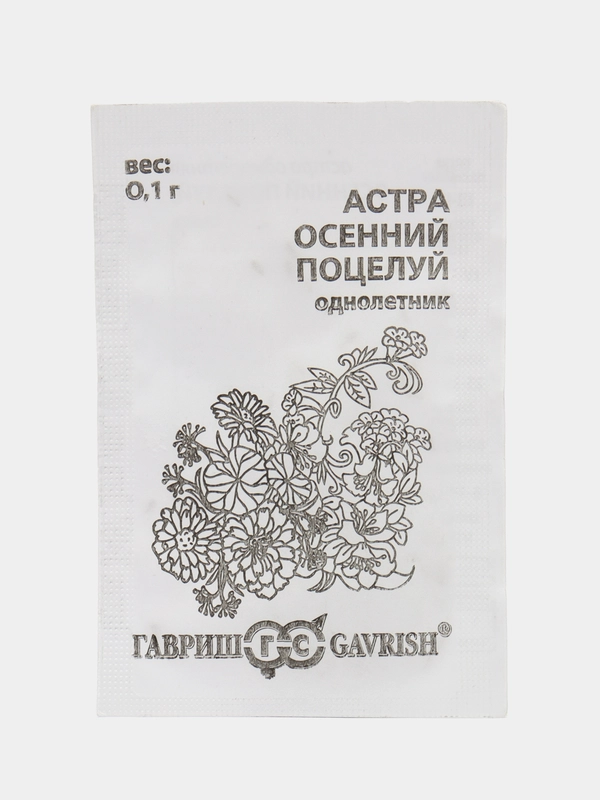 вес:
0,1 г
АСТРА
ОСЕННИЙ
ПОЦЕЛУЙ
однолетник
ГАВРИШ ГС GAVRISH®